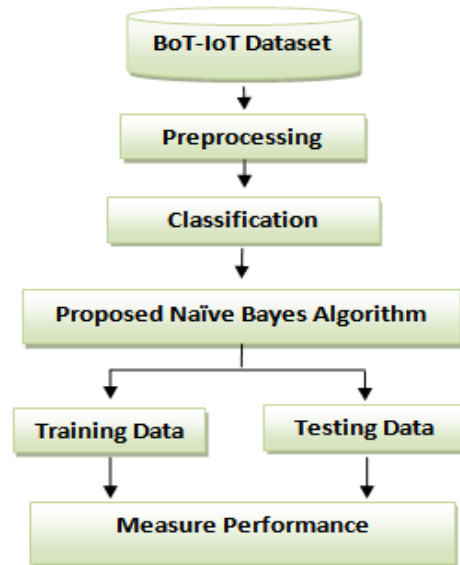 BoT-IoT Dataset
Preprocessing
Classification
Proposed Naïve Bayes Algorithm
Training Data
Testing Data
Measure Performance